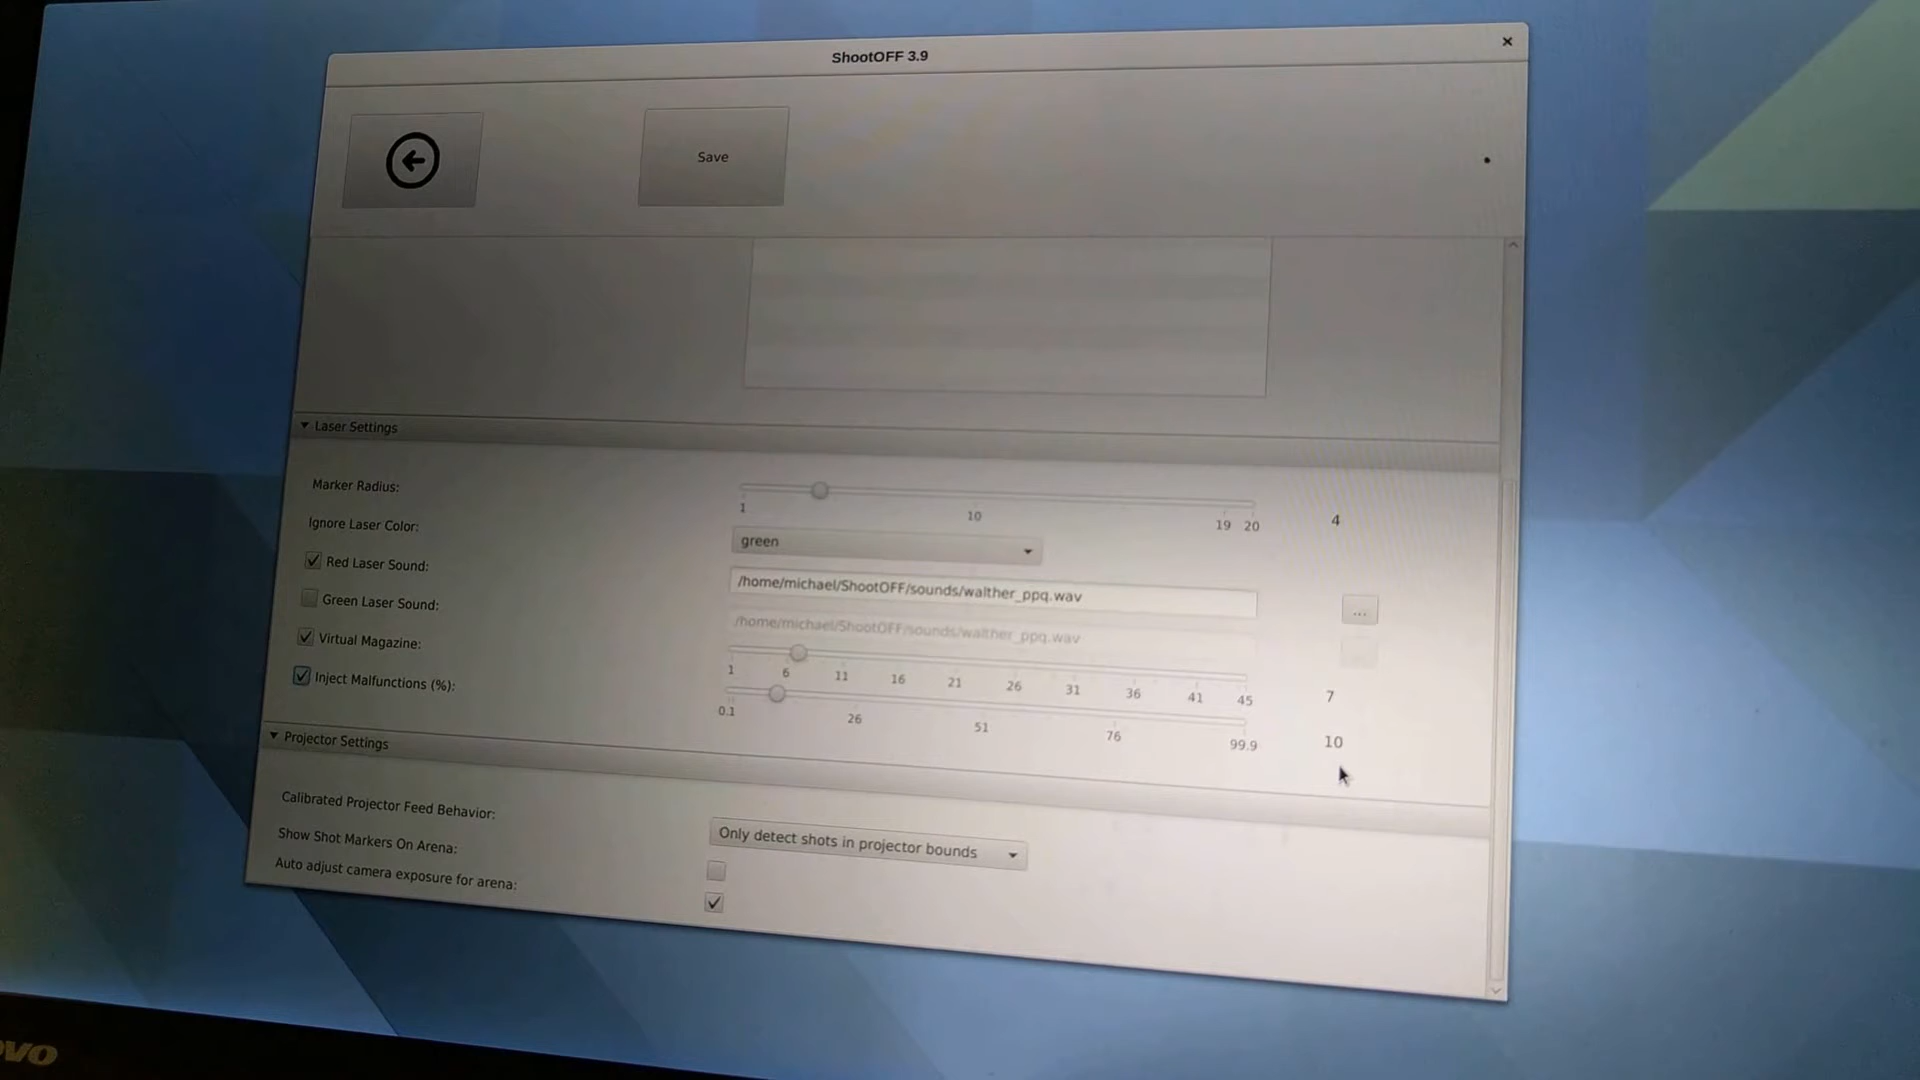 ShootOFF 3.9
Save
Laser Settings
Marker Radius:
1 10 19 20
4
Ignore Laser Color:
green
Red Laser Sound:
/home/michael/ShootOFF/sounds/walther_ppq.wav
...
Green Laser Sound:
/home/michael/ShootOFF/sounds/walther_ppq.wav
Virtual Magazine:
1 6 11 16 21 26 31 36 41 45
7
Inject Malfunctions (%):
0.1 26 51 76 99.9
10
Projector Settings
Calibrated Projector Feed Behavior:
Only detect shots in projector bounds
Show Shot Markers On Arena:
Auto adjust camera exposure for arena: